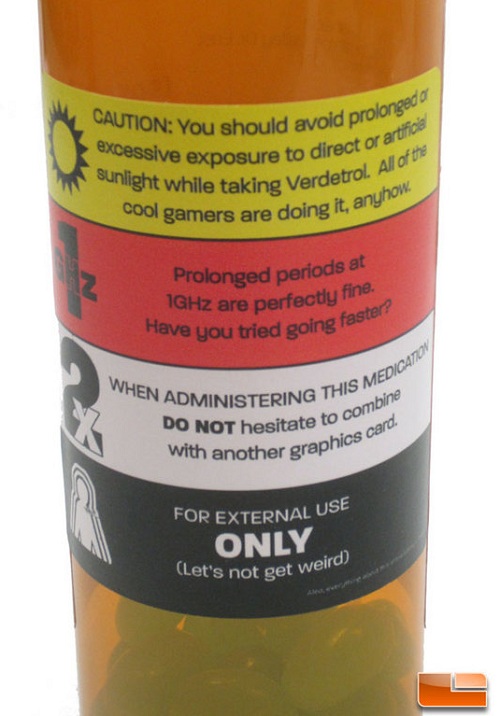 CAUTION: You should avoid prolonged or
excessive exposure to direct or artificial
sunlight while taking Verdetrol. All of the
cool gamers are doing it, anyhow.
1
GHz
Prolonged periods at
1GHz are perfectly fine.
Have you tried going faster?
2x
WHEN ADMINISTERING THIS MEDICATION
DO NOT hesitate to combine
with another graphics card.
FOR EXTERNAL USE
ONLY
(Let's not get weird)